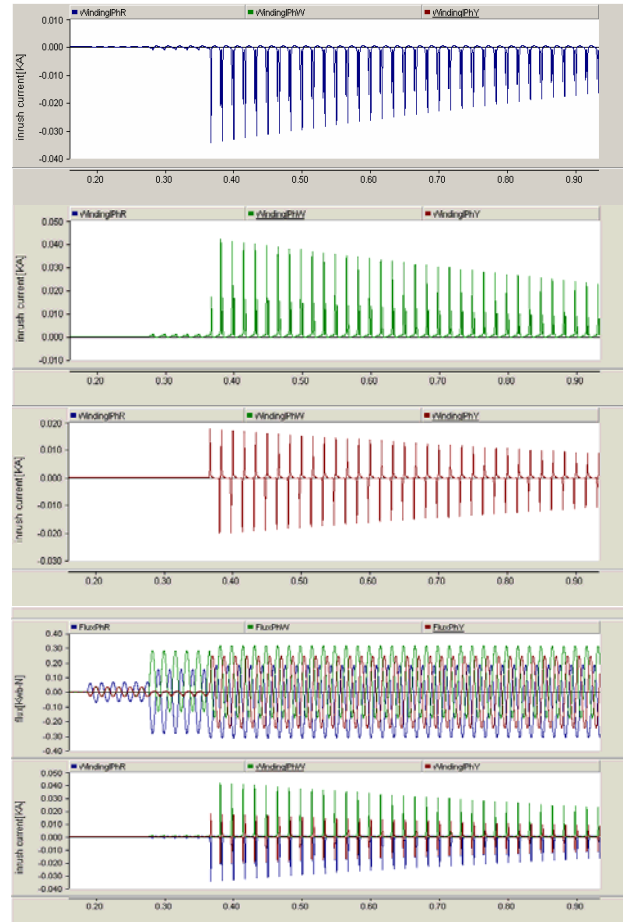 WindingIPhR WindingIPhW WindingIPhY
0.010
0.000
-0.010
-0.020
-0.030
-0.040
inrush current[KA]
0.20 0.30 0.40 0.50 0.60 0.70 0.80 0.90
WindingIPhR WindingIPhW WindingIPhY
0.050
0.040
0.030
0.020
0.010
0.000
-0.010
inrush current[KA]
0.20 0.30 0.40 0.50 0.60 0.70 0.80 0.90
WindingIPhR WindingIPhW WindingIPhY
0.020
0.010
0.000
-0.010
-0.020
-0.030
inrush current[KA]
0.20 0.30 0.40 0.50 0.60 0.70 0.80 0.90
FluxPhR FluxPhW FluxPhY
0.40
0.30
0.20
0.10
0.00
-0.10
-0.20
-0.30
-0.40
flux[Kwb-N]
WindingIPhR WindingIPhW WindingIPhY
0.050
0.040
0.030
0.020
0.010
0.000
-0.010
-0.020
-0.030
-0.040
inrush current[KA]
0.20 0.30 0.40 0.50 0.60 0.70 0.80 0.90